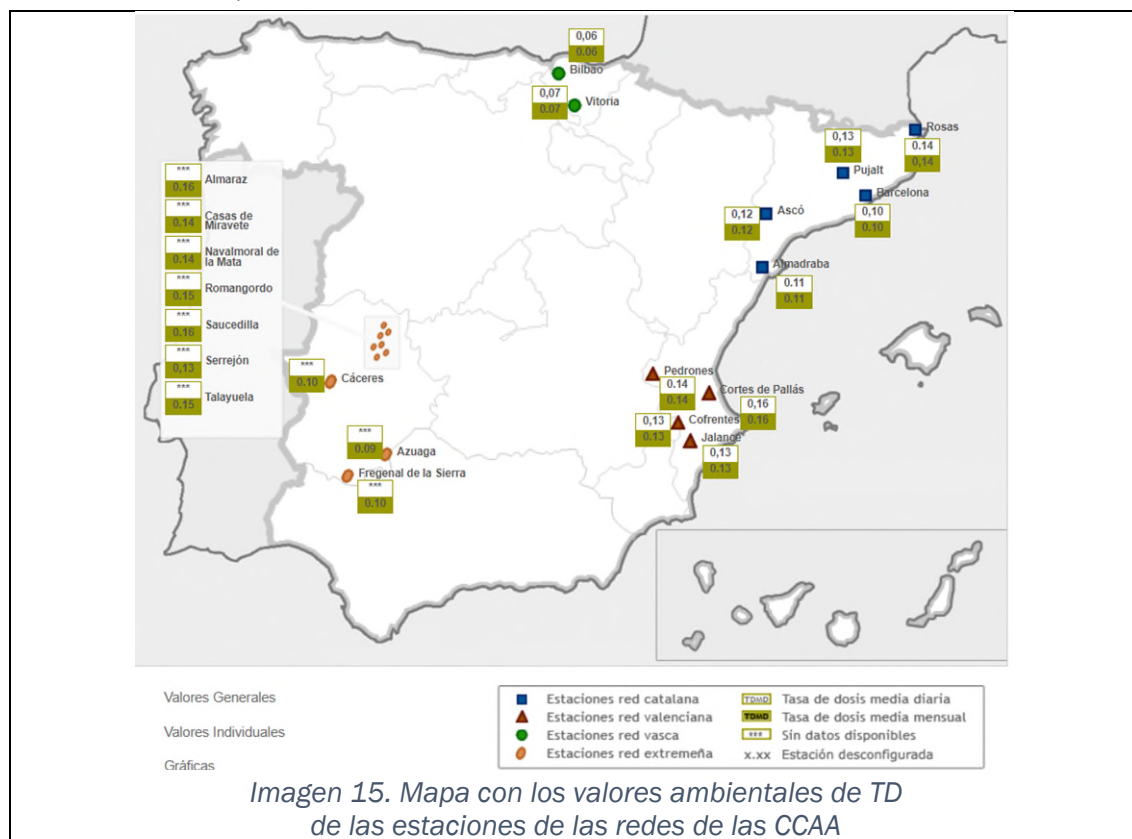 0,06
0.06
Bilbao
0,07
0.07
Vitoria
0,13
0.13
Pujalt
Rosas
0.14
0,14
Barcelona
0,10
0.10
0,12
0.12
Ascó
Almadraba
0.11
0.11
***
0.16
Almaraz
***
0.14
Casas de
Miravete
***
0.14
Navalmoral de
la Mata
***
0.15
Romangordo
***
0.16
Saucedilla
***
0,13
Serrejón
***
0.15
Talayuela
***
0.10
Cáceres
Pedrones
0.14
0.14
Cortes de Pallás
0,16
0.16
0,13
0.13
Cofrentes
Jalance
0,13
0.13
***
0.09
Azuaga
Fregenal de la Sierra
***
0.10
Valores Generales
Valores Individuales
Gráficas
Estaciones red catalana
Estaciones red valenciana
Estaciones red vasca
Estaciones red extremeña
TDMD Tasa de dosis media diaria
TDMD Tasa de dosis media mensual
*** Sin datos disponibles
x.xx Estación desconfigurada
Imagen 15. Mapa con los valores ambientales de TD
de las estaciones de las redes de las CCAA